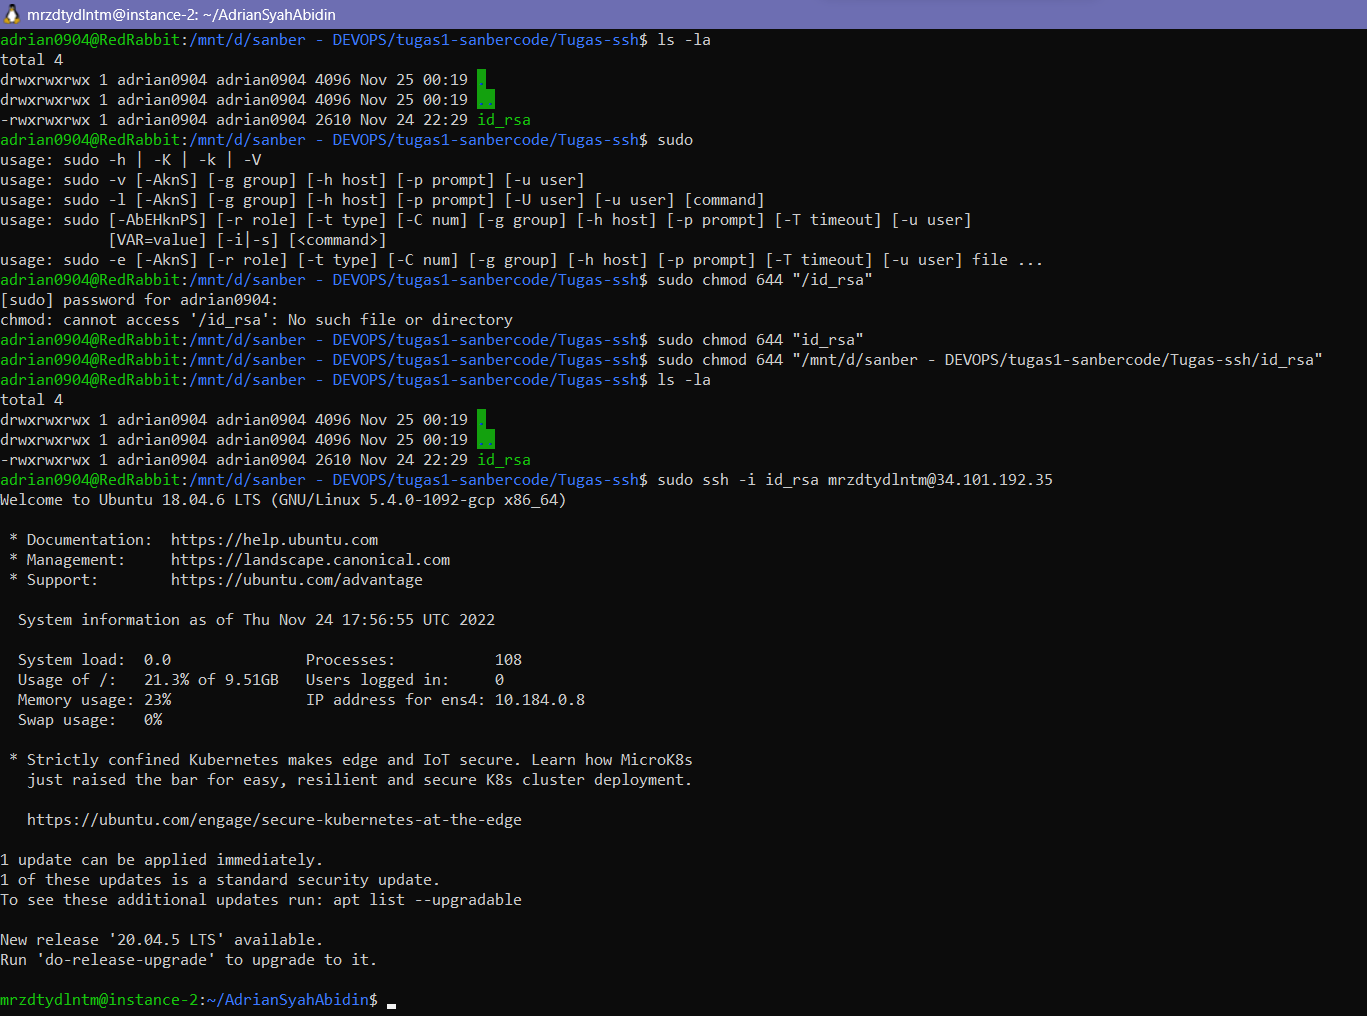 mrzdtydlntm@instance-2: ~/AdrianSyahAbidin
adrian0904@RedRabbit:/mnt/d/sanber - DEVOPS/tugas1-sanbercode/Tugas-ssh$ ls -la
total 4
drwxrwxrwx 1 adrian0904 adrian0904 4096 Nov 25 00:19 .
drwxrwxrwx 1 adrian0904 adrian0904 4096 Nov 25 00:19 ..
-rwxrwxrwx 1 adrian0904 adrian0904 2610 Nov 24 22:29 id_rsa
adrian0904@RedRabbit:/mnt/d/sanber - DEVOPS/tugas1-sanbercode/Tugas-ssh$ sudo
usage: sudo -h | -K | -k | -V
usage: sudo -v [-AknS] [-g group] [-h host] [-p prompt] [-u user]
usage: sudo -l [-AknS] [-g group] [-h host] [-p prompt] [-U user] [-u user] [command]
usage: sudo [-AbEHknPS] [-r role] [-t type] [-C num] [-g group] [-h host] [-p prompt] [-T timeout] [-u user]
            [VAR=value] [-i|-s] [<command>]
usage: sudo -e [-AknS] [-r role] [-t type] [-C num] [-g group] [-h host] [-p prompt] [-T timeout] [-u user] file ...
adrian0904@RedRabbit:/mnt/d/sanber - DEVOPS/tugas1-sanbercode/Tugas-ssh$ sudo chmod 644 "/id_rsa"
[sudo] password for adrian0904:
chmod: cannot access '/id_rsa': No such file or directory
adrian0904@RedRabbit:/mnt/d/sanber - DEVOPS/tugas1-sanbercode/Tugas-ssh$ sudo chmod 644 "id_rsa"
adrian0904@RedRabbit:/mnt/d/sanber - DEVOPS/tugas1-sanbercode/Tugas-ssh$ sudo chmod 644 "/mnt/d/sanber - DEVOPS/tugas1-sanbercode/Tugas-ssh/id_rsa"
adrian0904@RedRabbit:/mnt/d/sanber - DEVOPS/tugas1-sanbercode/Tugas-ssh$ ls -la
total 4
drwxrwxrwx 1 adrian0904 adrian0904 4096 Nov 25 00:19 .
drwxrwxrwx 1 adrian0904 adrian0904 4096 Nov 25 00:19 ..
-rwxrwxrwx 1 adrian0904 adrian0904 2610 Nov 24 22:29 id_rsa
adrian0904@RedRabbit:/mnt/d/sanber - DEVOPS/tugas1-sanbercode/Tugas-ssh$ sudo ssh -i id_rsa mrzdtydlntm@34.101.192.35
Welcome to Ubuntu 18.04.6 LTS (GNU/Linux 5.4.0-1092-gcp x86_64)
 * Documentation:  https://help.ubuntu.com
 * Management:     https://landscape.canonical.com
 * Support:        https://ubuntu.com/advantage
  System information as of Thu Nov 24 17:56:55 UTC 2022
  System load:  0.0               Processes:           108
  Usage of /:   21.3% of 9.51GB   Users logged in:     0
  Memory usage: 23%               IP address for ens4: 10.184.0.8
  Swap usage:   0%
 * Strictly confined Kubernetes makes edge and IoT secure. Learn how MicroK8s
   just raised the bar for easy, resilient and secure K8s cluster deployment.
   https://ubuntu.com/engage/secure-kubernetes-at-the-edge
1 update can be applied immediately.
1 of these updates is a standard security update.
To see these additional updates run: apt list --upgradable
New release '20.04.5 LTS' available.
Run 'do-release-upgrade' to upgrade to it.
mrzdtydlntm@instance-2:~/AdrianSyahAbidin$